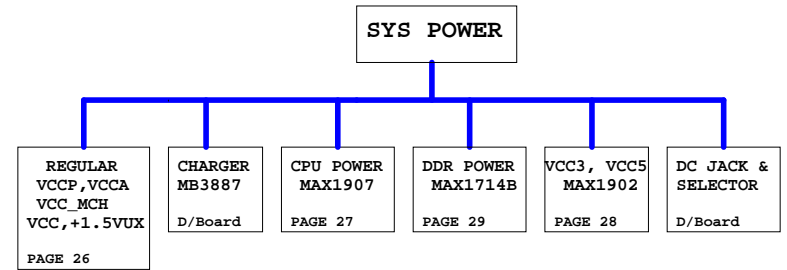 SYS POWER
REGULAR
VCCP,VCCA
VCC_MCH
VCC,+1.5VUX
PAGE 26
CHARGER
MB3887
D/Board
CPU POWER
MAX1907
PAGE 27
DDR POWER
MAX1714B
PAGE 29
VCC3, VCC5
MAX1902
PAGE 28
DC JACK &
SELECTOR
D/Board